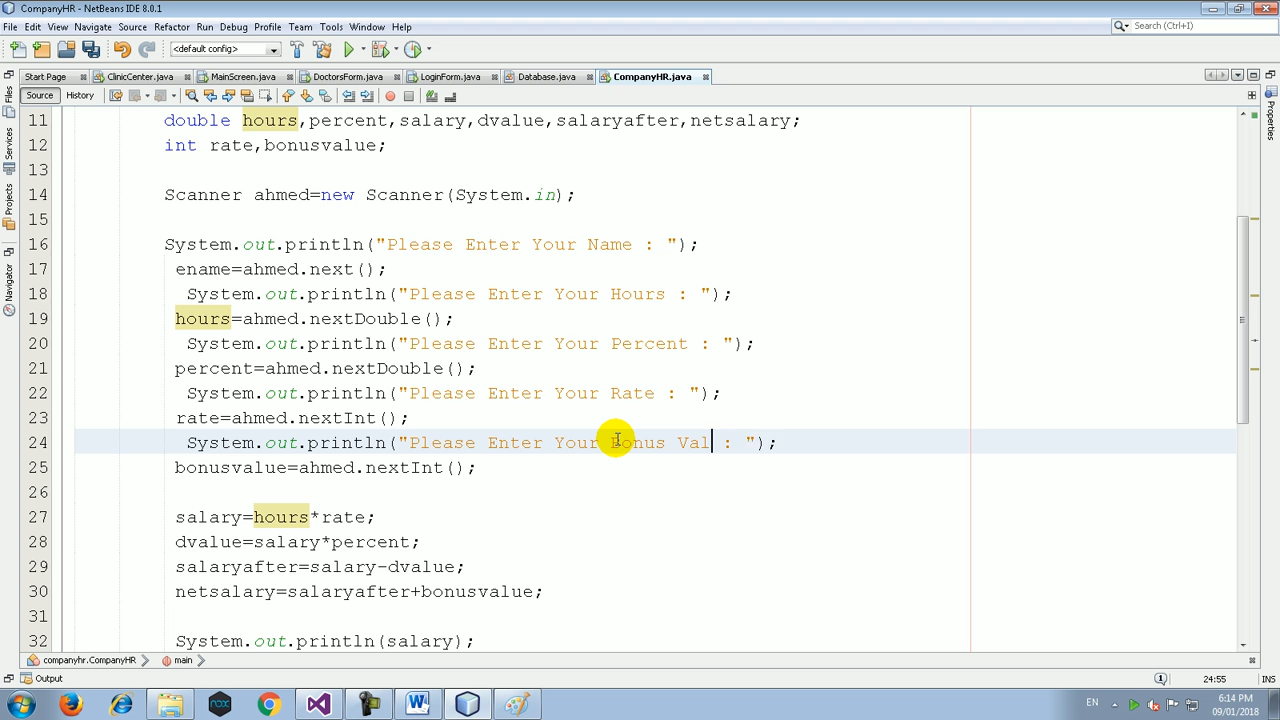 CompanyHR - NetBeans IDE 8.0.1
File Edit View Navigate Source Refactor Run Debug Profile Team Tools Window Help
Search (Ctrl+I)
<default config>
Start Page ClinicCenter.java MainScreen.java DoctorsForm.java LoginForm.java Database.java CompanyHR.java
Source History
Files
Services
Projects
Navigator
Properties
11 double hours,percent,salary,dvalue,salaryafter,netsalary;
12 int rate,bonusvalue;
13
14 Scanner ahmed=new Scanner(System.in);
15
16 System.out.println("Please Enter Your Name : ");
17 ename=ahmed.next();
18 System.out.println("Please Enter Your Hours : ");
19 hours=ahmed.nextDouble();
20 System.out.println("Please Enter Your Percent : ");
21 percent=ahmed.nextDouble();
22 System.out.println("Please Enter Your Rate : ");
23 rate=ahmed.nextInt();
24 System.out.println("Please Enter Your Bonus Val : ");
25 bonusvalue=ahmed.nextInt();
26
27 salary=hours*rate;
28 dvalue=salary*percent;
29 salaryafter=salary-dvalue;
30 netsalary=salaryafter+bonusvalue;
31
32 System.out.println(salary);
companyhr.CompanyHR main
Output
24:55 INS
nox
EN
6:14 PM
09/01/2018